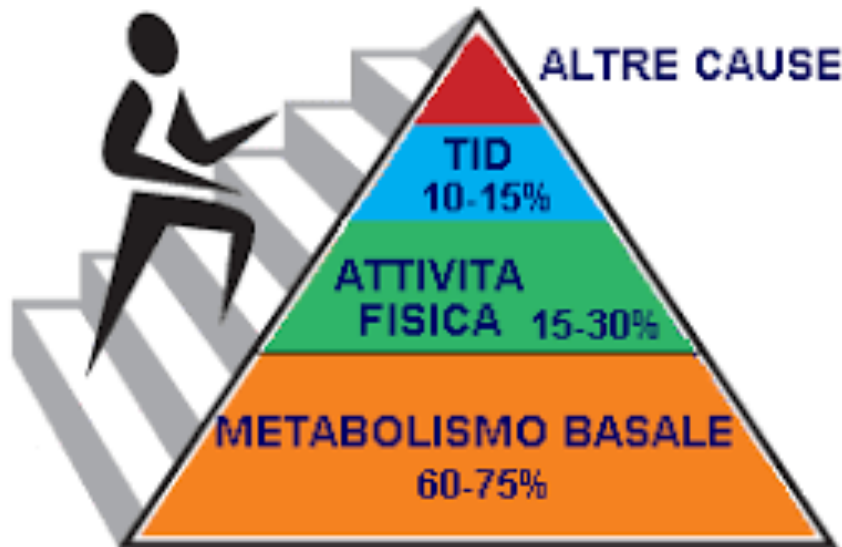 ALTRE CAUSE
TID
10-15%
ATTIVITA
FISICA 15-30%
METABOLISMO BASALE
60-75%